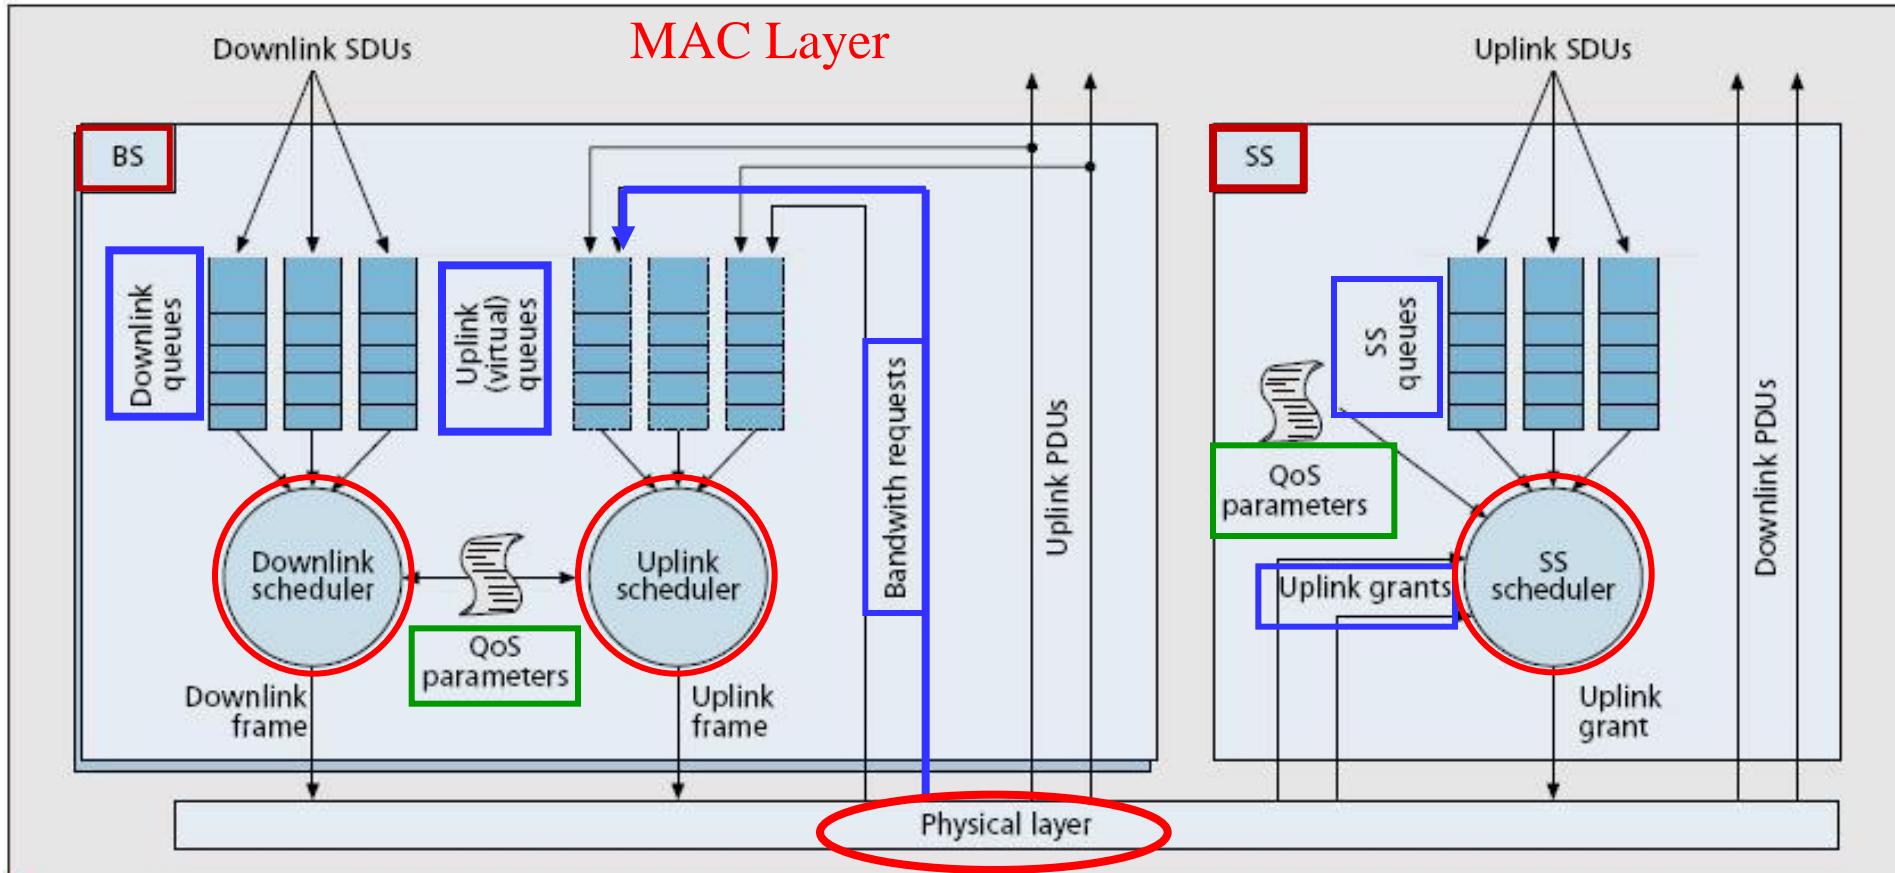 MAC Layer
Downlink SDUs
Uplink SDUs
BS
SS
Downlink
queues
Uplink
(virtual)
queues
Bandwith requests
Uplink PDUs
SS
queues
Downlink PDUs
QoS
parameters
Downlink
scheduler
Uplink
scheduler
Uplink grants
SS
scheduler
QoS
parameters
Downlink
frame
Uplink
frame
Uplink
grant
Physical layer